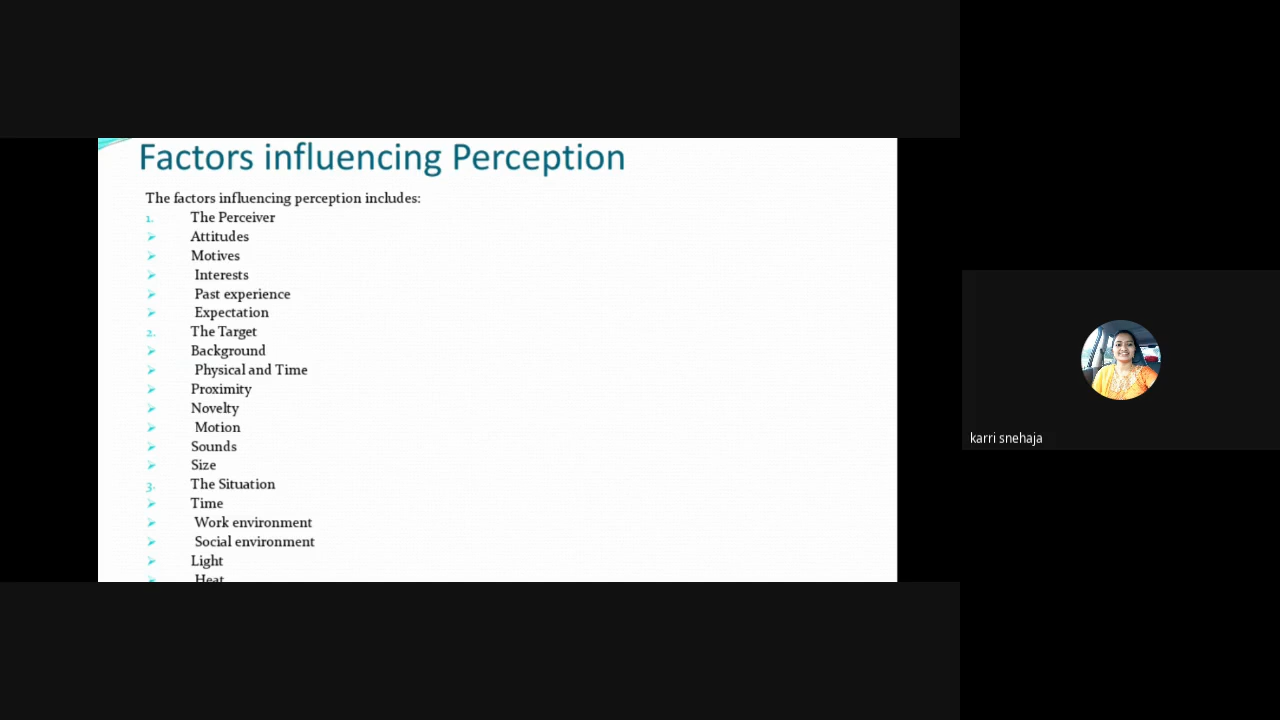 Factors influencing Perception
The factors influencing perception includes:
1. The Perceiver
➢ Attitudes
➢ Motives
➢ Interests
➢ Past experience
➢ Expectation
2. The Target
➢ Background
➢ Physical and Time
➢ Proximity
➢ Novelty
➢ Motion
➢ Sounds
➢ Size
3. The Situation
➢ Time
➢ Work environment
➢ Social environment
➢ Light
➢ Heat
karri snehaja